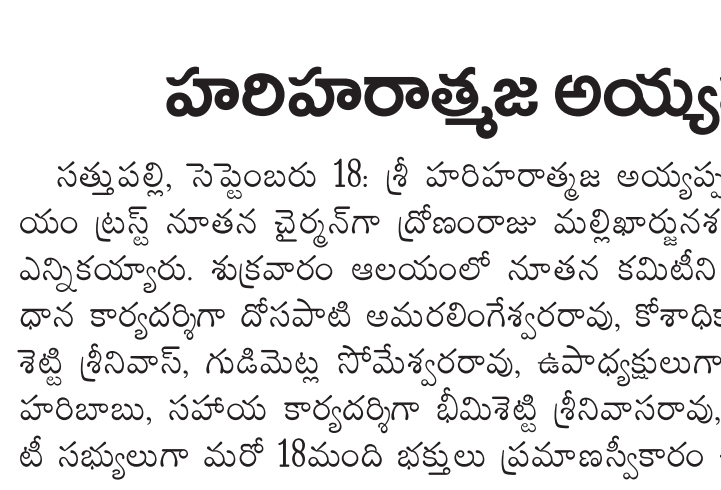 హరిహరాత్మజ అయ్య
సత్తుపల్లి, సెప్టెంబరు 18: శ్రీ హరిహరాత్మజ అయ్యప్ప
యం ట్రస్ట్ నూతన చైర్మన్‌గా ద్రోణంరాజు మల్లిఖార్జునశ
ఎన్నికయ్యారు. శుక్రవారం ఆలయంలో నూతన కమిటీని
ధాన కార్యదర్శిగా దోసపాటి అమరలింగేశ్వరరావు, కోశాధిక
శెట్టి శ్రీనివాస్, గుడిమెట్ల సోమేశ్వరరావు, ఉపాధ్యక్షులుగా
హరిబాబు, సహాయ కార్యదర్శిగా భీమిశెట్టి శ్రీనివాసరావు,
టీ సభ్యులుగా మరో 18మంది భక్తులు ప్రమాణస్వీకారం